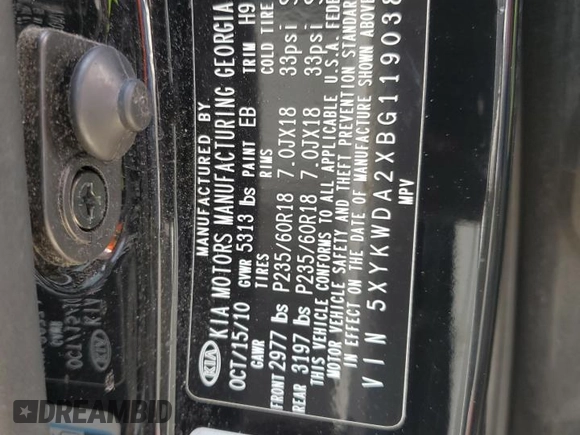 MANUFACTURED BY
KIA KIA MOTORS MANUFACTURING GEORGIA
OCT/15/10 GVWR 5313 lbs PAINT EB TRIM H9
GAWR TIRES RIMS COLD TIRE
FRONT 2977 lbs P235/60R18 7.0JX18 33psi
REAR 3197 lbs P235/60R18 7.0JX18 33psi
THIS VEHICLE CONFORMS TO ALL APPLICABLE U.S.A. FEDE
MOTOR VEHICLE SAFETY AND THEFT PREVENTION STANDAR
IN EFFECT ON THE DATE OF MANUFACTURE SHOWN ABOVE
VIN 5XYKWDA2XBG119038
MPV
DREAMBID